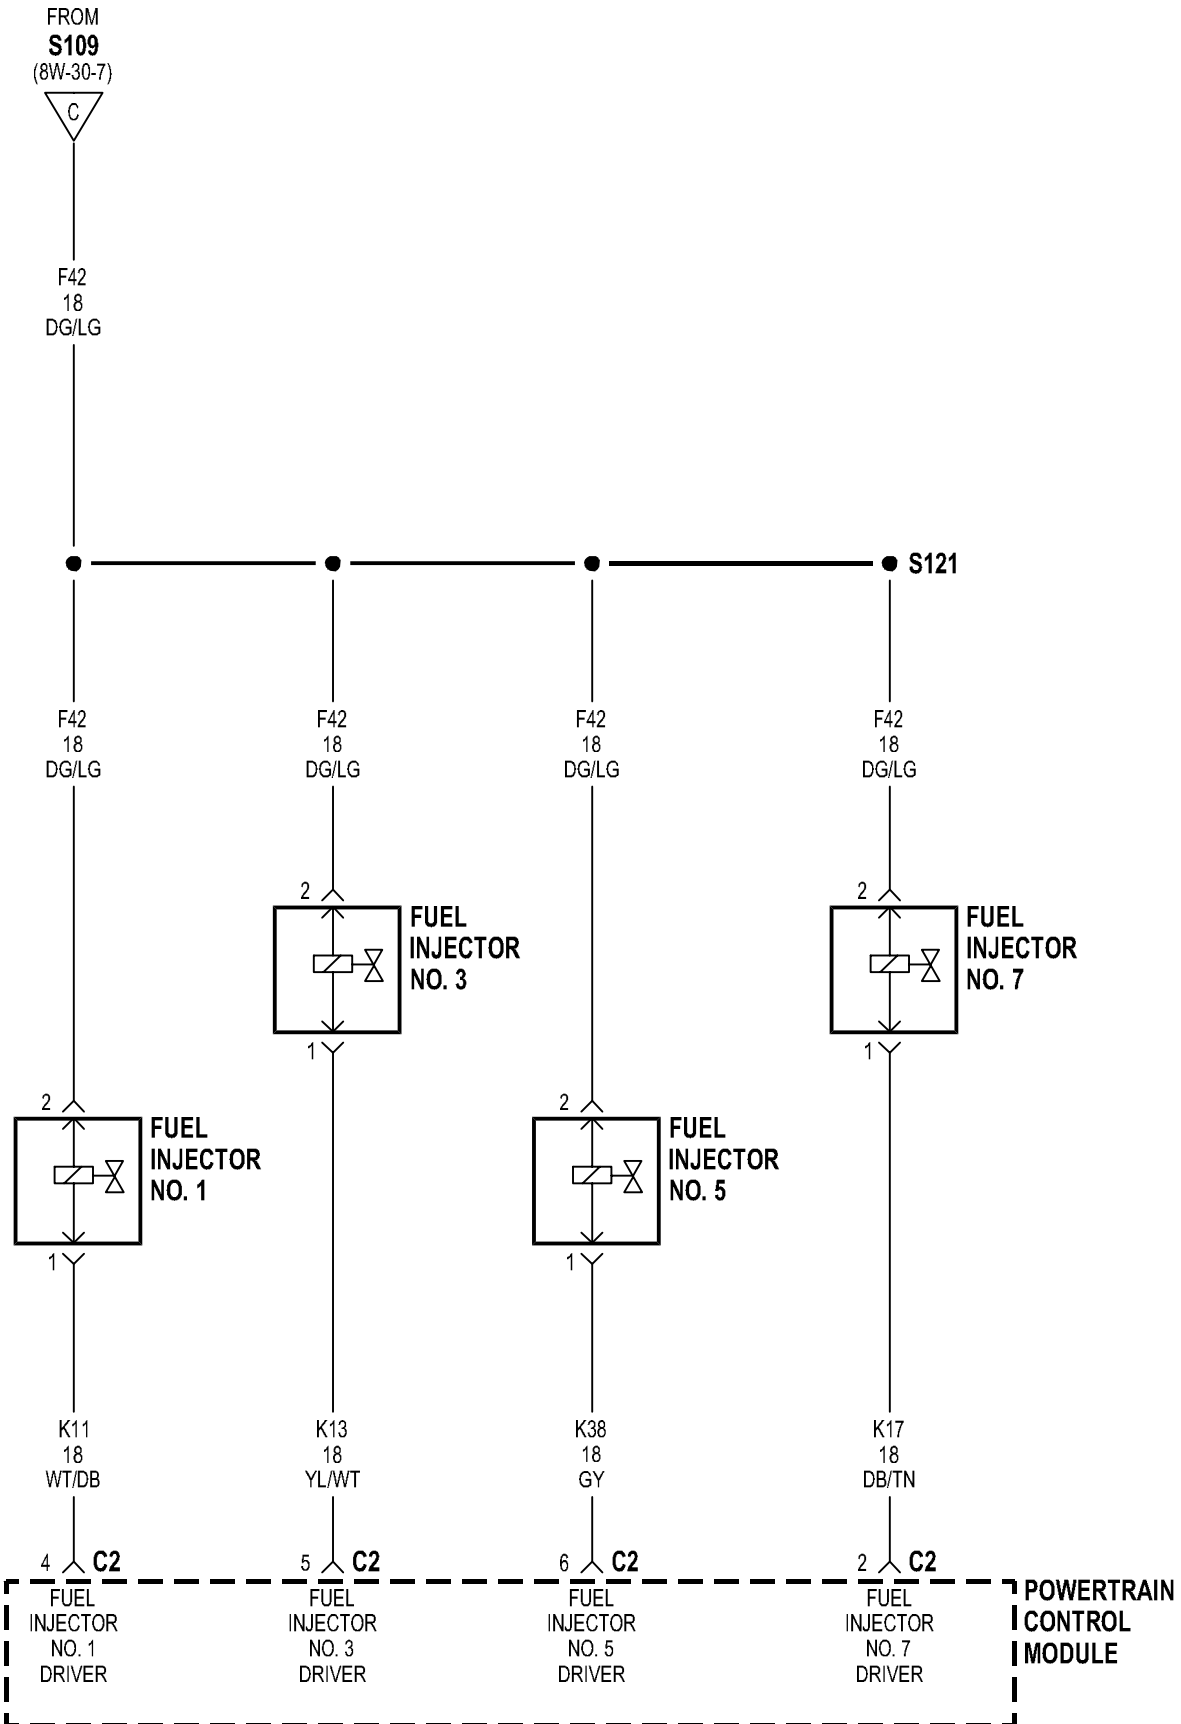 FROM
S109
(8W-30-7)
C
F42
18
DG/LG
S121
F42
18
DG/LG
F42
18
DG/LG
F42
18
DG/LG
F42
18
DG/LG
2
FUEL
INJECTOR
NO. 3
1
2
FUEL
INJECTOR
NO. 7
1
2
FUEL
INJECTOR
NO. 1
1
2
FUEL
INJECTOR
NO. 5
1
K11
18
WT/DB
K13
18
YL/WT
K38
18
GY
K17
18
DB/TN
4 C2
5 C2
6 C2
2 C2
FUEL
INJECTOR
NO. 1
DRIVER
FUEL
INJECTOR
NO. 3
DRIVER
FUEL
INJECTOR
NO. 5
DRIVER
FUEL
INJECTOR
NO. 7
DRIVER
POWERTRAIN
CONTROL
MODULE